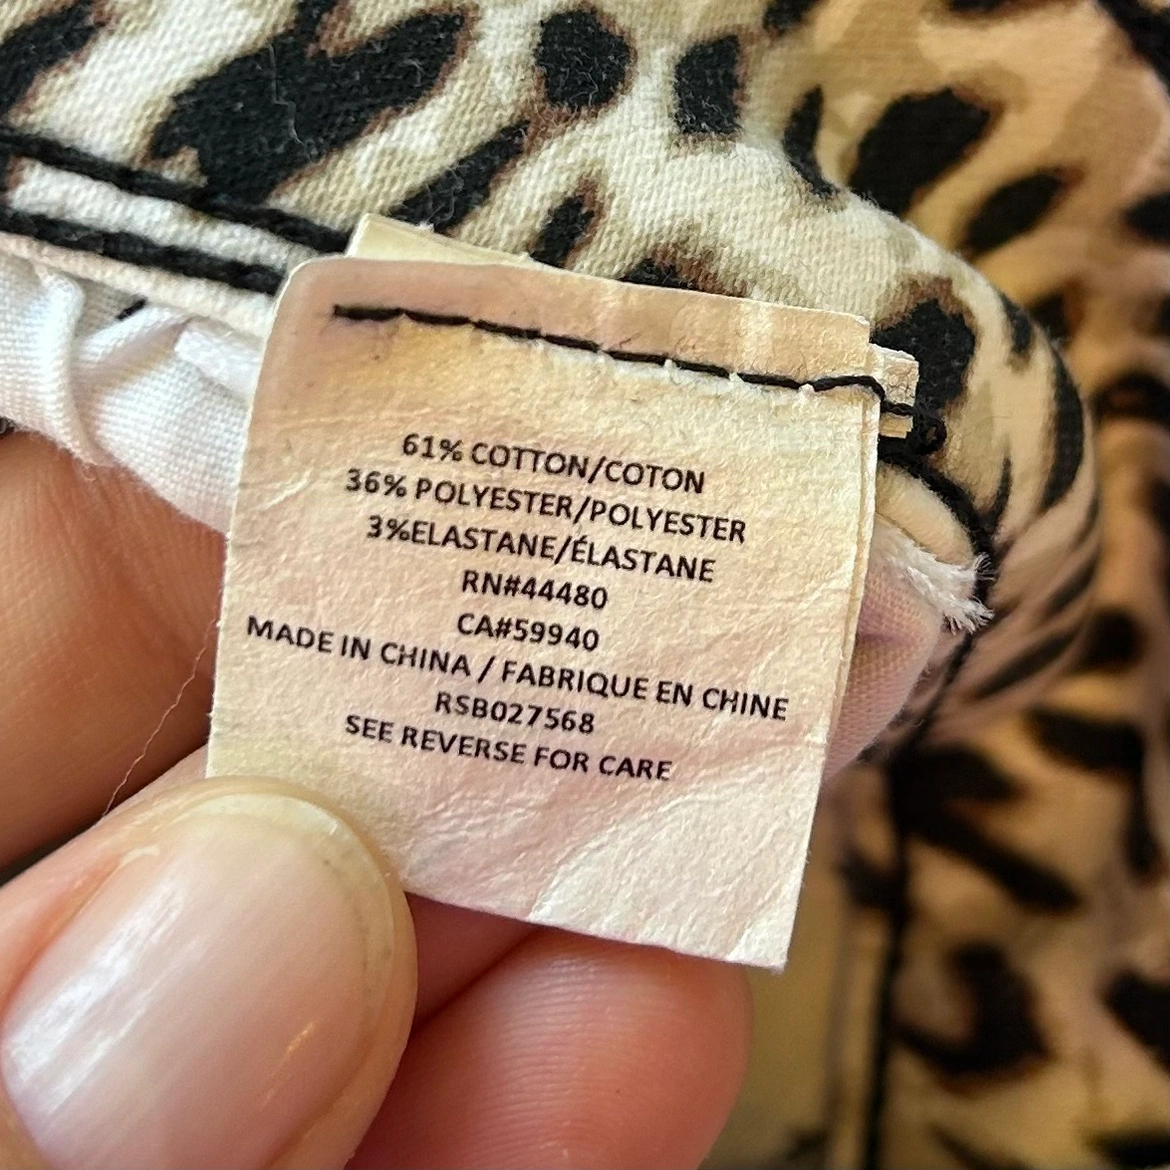 61% COTTON/COTON
36% POLYESTER/POLYESTER
3%ELASTANE/ÉLASTANE
RN#44480
CA#59940
MADE IN CHINA / FABRIQUE EN CHINE
RSB027568
SEE REVERSE FOR CARE